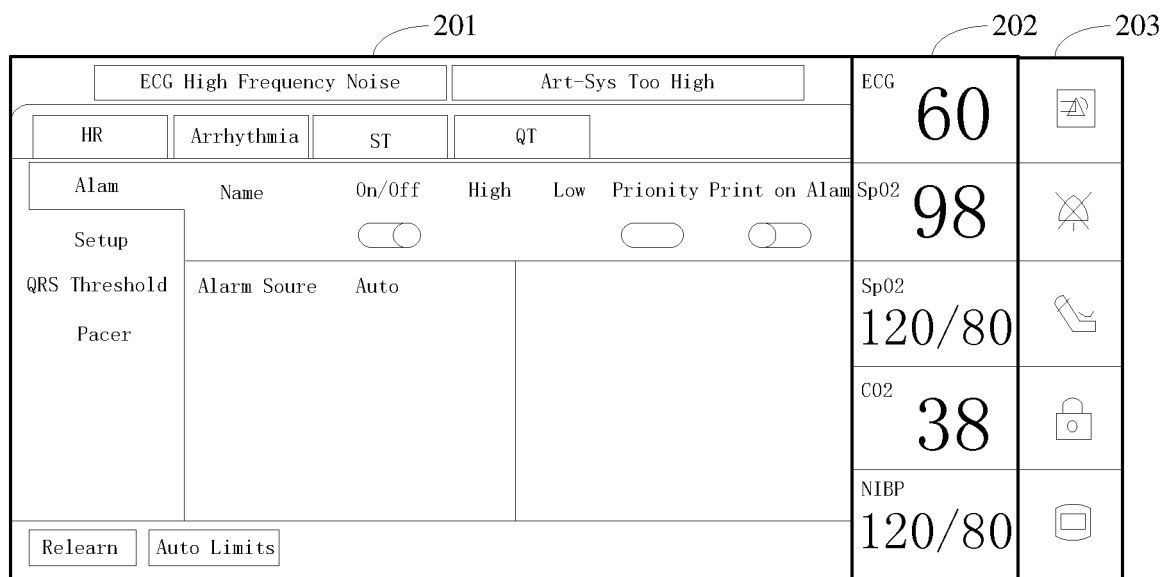 201 202 203
ECG High Frequency Noise Art-Sys Too High
HR Arrhythmia ST QT
Alam
Setup
QRS Threshold
Pacer
Name On/Off High Low Prionity Print on Alam
Alarm Soure Auto
Relearn Auto Limits
ECG
60
Sp02
98
Sp02
120/80
C02
38
NIBP
120/80